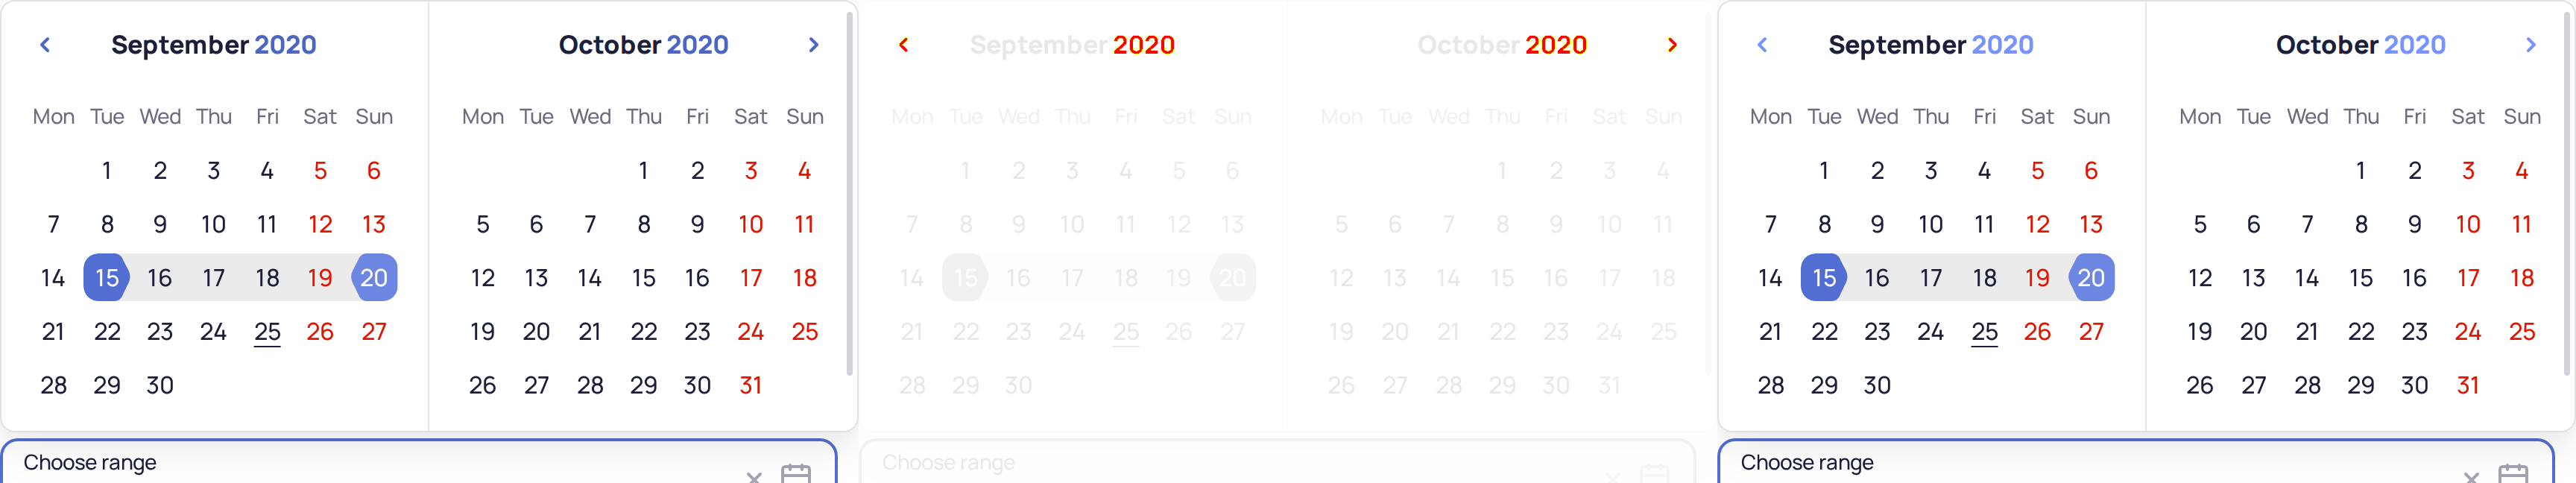 September 2020 October 2020 September 2020 October 2020 September 2020 October 2020
Mon Tue Wed Thu Fri Sat Sun Mon Tue Wed Thu Fri Sat Sun Mon Tue Wed Thu Fri Sat Sun Mon Tue Wed Thu Fri Sat Sun Mon Tue Wed Thu Fri Sat Sun Mon Tue Wed Thu Fri Sat Sun
1 2 3 4 5 6 1 2 3 4 1 2 3 4 5 6 1 2 3 4 1 2 3 4 5 6 1 2 3 4
7 8 9 10 11 12 13 5 6 7 8 9 10 11 7 8 9 10 11 12 13 5 6 7 8 9 10 11 7 8 9 10 11 12 13 5 6 7 8 9 10 11
14 15 16 17 18 19 20 12 13 14 15 16 17 18 14 15 16 17 18 19 20 12 13 14 15 16 17 18 14 15 16 17 18 19 20 12 13 14 15 16 17 18
21 22 23 24 25 26 27 19 20 21 22 23 24 25 21 22 23 24 25 26 27 19 20 21 22 23 24 25 21 22 23 24 25 26 27 19 20 21 22 23 24 25
28 29 30 26 27 28 29 30 31 28 29 30 26 27 28 29 30 31 28 29 30 26 27 28 29 30 31
Choose range Choose range Choose range